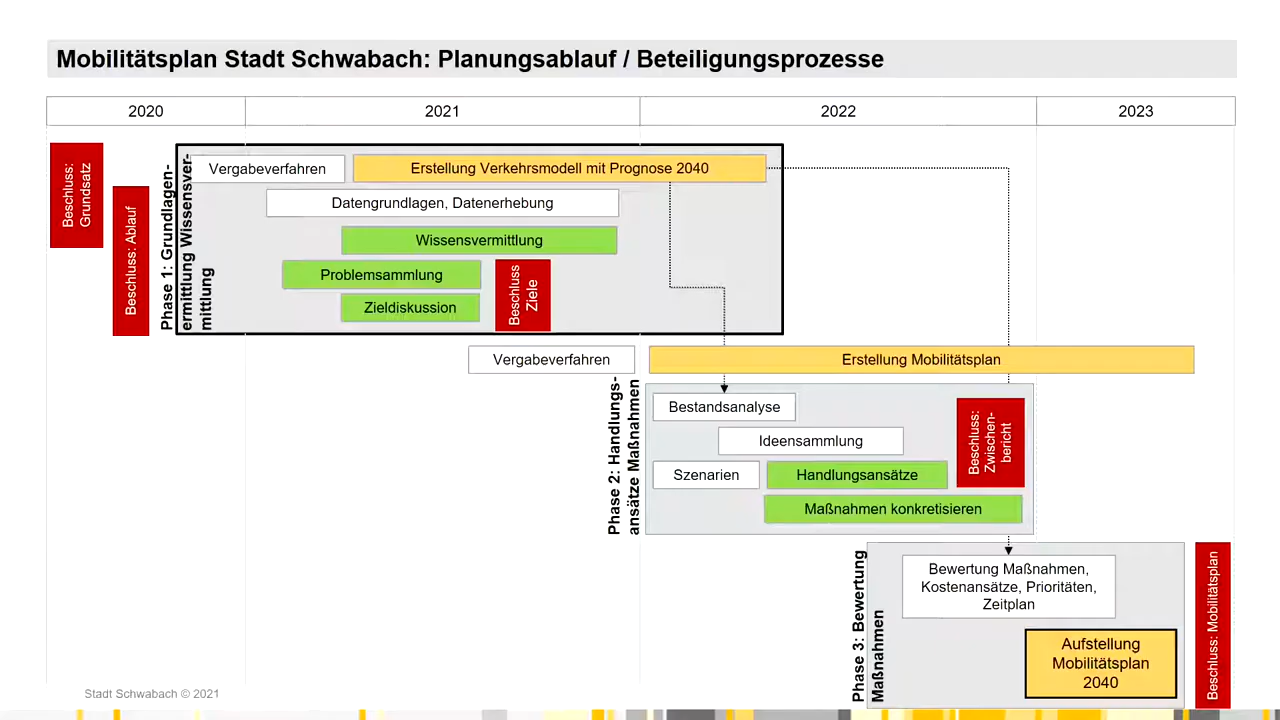 Mobilitätsplan Stadt Schwabach: Planungsablauf / Beteiligungsprozesse
2020
2021
2022
2023
Beschluss:
Grundsatz
Beschluss: Ablauf
Phase 1: Grundlagen-
ermittlung Wissensver-
mittlung
Vergabeverfahren
Erstellung Verkehrsmodell mit Prognose 2040
Datengrundlagen, Datenerhebung
Wissensvermittlung
Problemsammlung
Zieldiskussion
Beschluss
Ziele
Vergabeverfahren
Erstellung Mobilitätsplan
Phase 2: Handlungs-
ansätze Maßnahmen
Bestandsanalyse
Ideensammlung
Szenarien
Handlungsansätze
Maßnahmen konkretisieren
Beschluss:
Zwischen-
bericht
Phase 3: Bewertung
Maßnahmen
Bewertung Maßnahmen,
Kostenansätze, Prioritäten,
Zeitplan
Aufstellung
Mobilitätsplan
2040
Beschluss: Mobilitätsplan
Stadt Schwabach © 2021